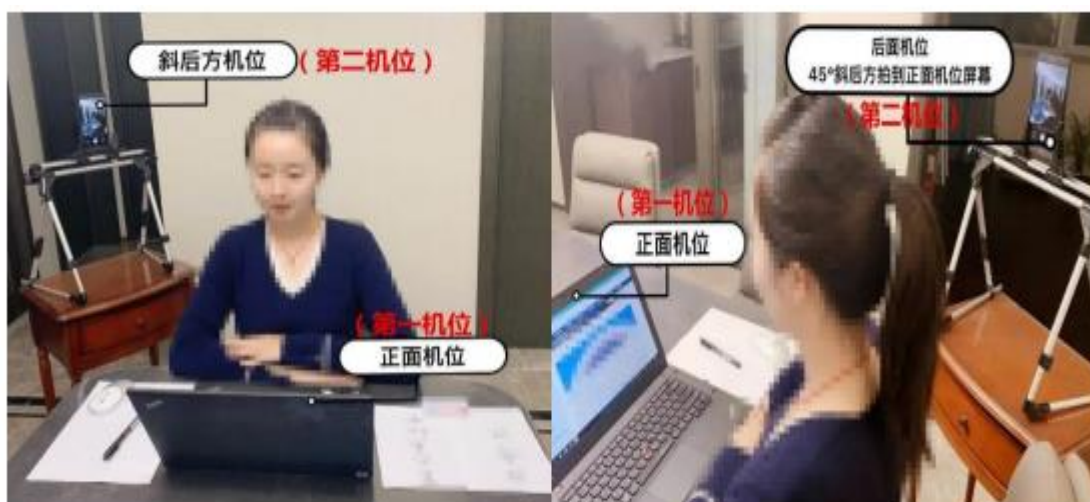 斜后方机位
（第二机位）
（第一机位）
正面机位
后面机位
45°斜后方拍到正面机位屏幕
（第二机位）
（第一机位）
正面机位